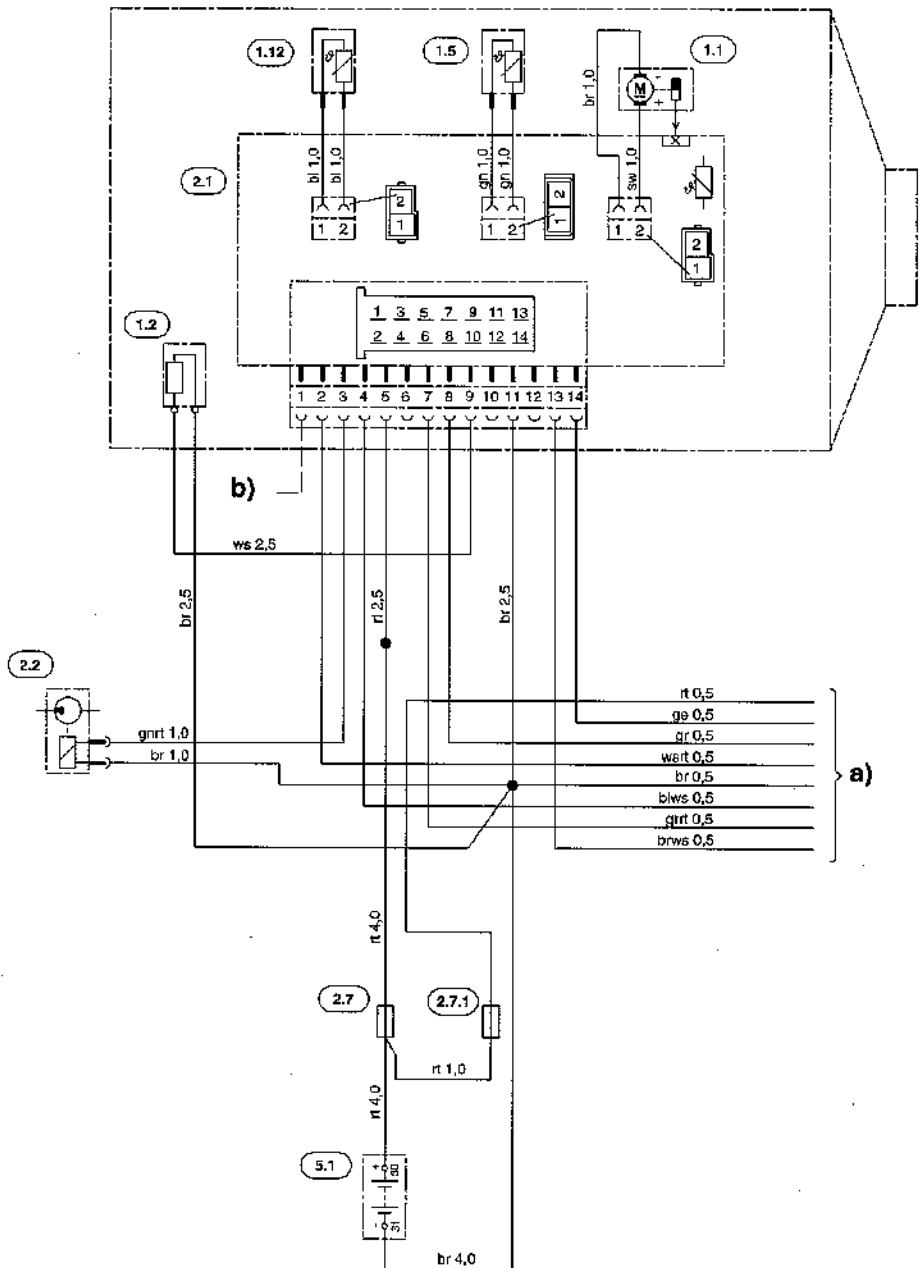 1.12
1.5
1.1
br 1,0
M
-
+
2.1
bl 1,0
bl 1,0
gn 1,0
gn 1,0
sw 1,0
1 2
2
1
1 2
1
2
1 2
2
1
1.2
1 3 5 7 9 11 13
2 4 6 8 10 12 14
1 2 3 4 5 6 7 8 9 10 11 12 13 14
b)
ws 2,5
br 2,5
rt 2,5
br 2,5
2.2
rt 0,5
ge 0,5
gnrt 1,0
gr 0,5
br 1,0
wsrt 0,5
br 0,5
a)
blws 0,5
grrt 0,5
brws 0,5
rt 4,0
2.7
2.7.1
rt 1,0
rt 4,0
5.1
+
30
-
31
br 4,0